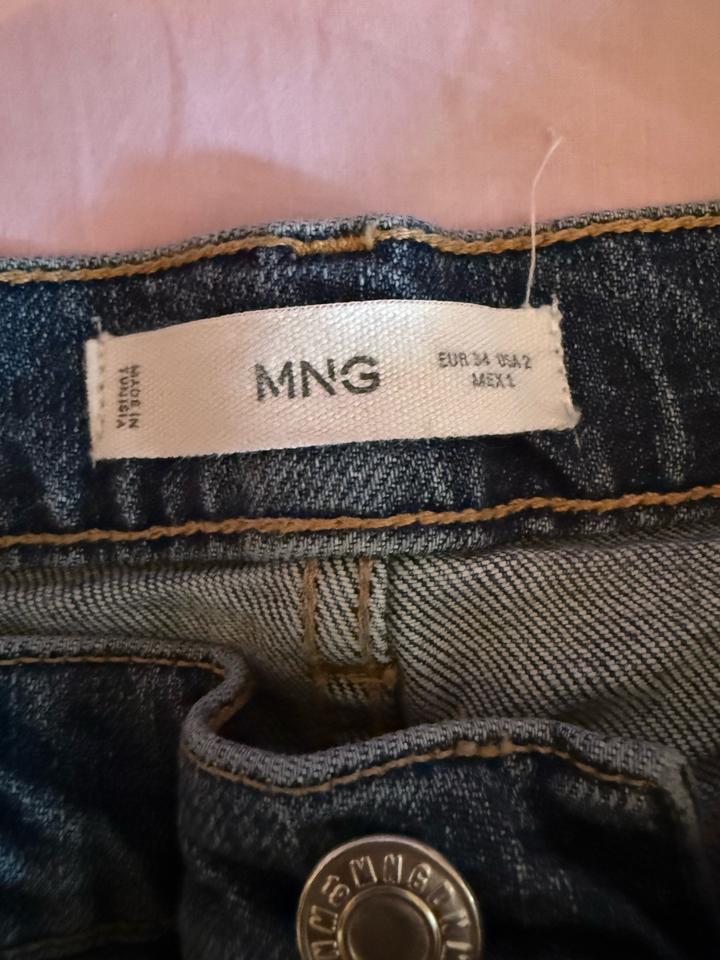 MADE IN
TUNISIA
MNG
EUR 34 USA 2
MEX 1
MNG